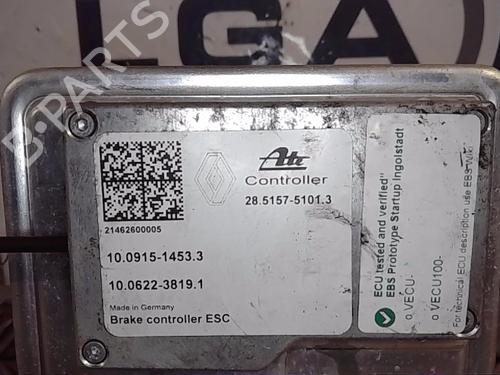 LGA
B-PARTS
Ate
Controller
28.5157-5101.3
21462600005
10.0915-1453.3
10.0622-3819.1
Made in Germany
Brake controller ESC
ECU tested and verified"
EBS Prototype Startup Ingolstadt
o VECU-
o VECU100-
For technical ECU description use EBS-Wiki